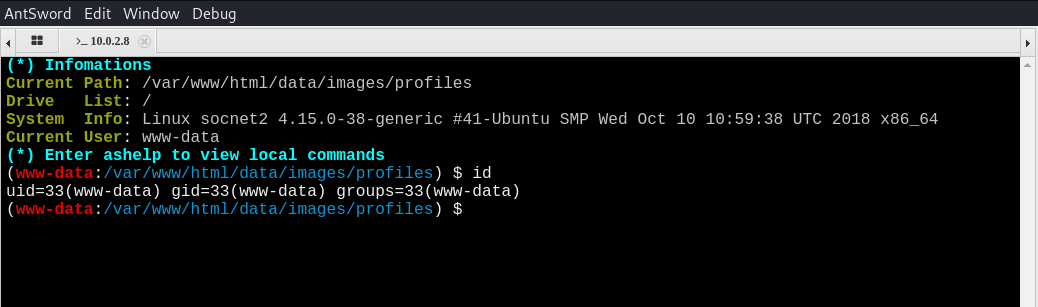 AntSword Edit Window Debug
>_ 10.0.2.8
(*) Infomations
Current Path: /var/www/html/data/images/profiles
Drive   List: /
System  Info: Linux socnet2 4.15.0-38-generic #41-Ubuntu SMP Wed Oct 10 10:59:38 UTC 2018 x86_64
Current User: www-data
(*) Enter ashelp to view local commands
(www-data:/var/www/html/data/images/profiles) $ id
uid=33(www-data) gid=33(www-data) groups=33(www-data)
(www-data:/var/www/html/data/images/profiles) $